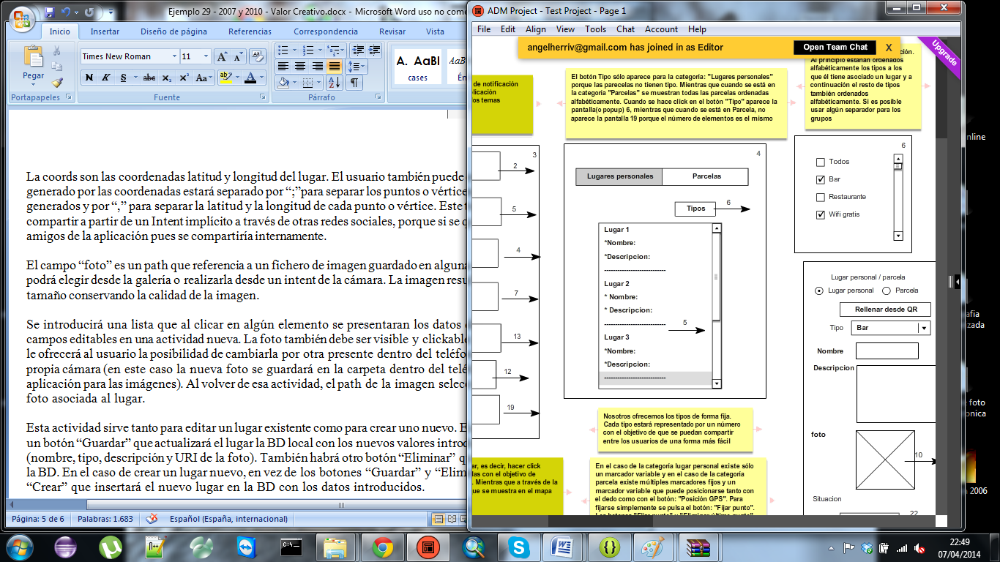 Ejemplo 29 - 2007 y 2010 - Valor Creativo.docx - Microsoft Word uso no come
Inicio Insertar Diseño de página Referencias Correspondencia Revisar Vista
Pegar
Portapapeles
Times New Roman 11
N K S abc x₂ x² Aa
Fuente
Párrafo
A. AaBl
cases
AaB
Én
La coords son las coordenadas latitud y longitud del lugar. El usuario también puede
generado por las coordenadas estará separado por “;”para separar los puntos o vértice
generados y por “,” para separar la latitud y la longitud de cada punto o vértice. Este t
compartir a partir de un Intent implícito a través de otras redes sociales, porque si se q
amigos de la aplicación pues se compartiría internamente.
El campo “foto” es un path que referencia a un fichero de imagen guardado en alguna
podrá elegir desde la galería o realizarla desde un intent de la cámara. La imagen resu
tamaño conservando la calidad de la imagen.
Se introducirá una lista que al clicar en algún elemento se presentaran los datos
campos editables en una actividad nueva. La foto también debe ser visible y clickable
le ofrecerá al usuario la posibilidad de cambiarla por otra presente dentro del teléfo
propia cámara (en este caso la nueva foto se guardará en la carpeta dentro del telé
aplicación para las imágenes). Al volver de esa actividad, el path de la imagen selec
foto asociada al lugar.
Esta actividad sirve tanto para editar un lugar existente como para crear uno nuevo. E
un botón “Guardar” que actualizará el lugar la BD local con los nuevos valores introd
(nombre, tipo, descripción y URI de la foto). También habrá otro botón “Eliminar” q
la BD. En el caso de crear un lugar nuevo, en vez de los botones “Guardar” y “Elim
“Crear” que insertará el nuevo lugar en la BD con los datos introducidos.
Página: 5 de 6 Palabras: 1.683 Español (España, internacional)
ADM Project - Test Project - Page 1
File Edit Align View Tools Chat Account Help
angelherriv@gmail.com has joined in as Editor
Open Team Chat X
Upgrade
de notificación
plicación
os temas
El botón Tipo sólo aparece para la categoría: "Lugares personales"
porque las parecelas no tienen tipo. Mientras que cuando se está en
la categoría "Parcelas" se muestran todas las parcelas ordenadas
alfabéticamente. Cuando se hace click en el botón "Tipo" aparece la
pantalla(o popup) 6, mientras que cuando se está en Parcela, no
aparece la pantalla 19 porque el número de elementos es el mismo
ción.
Al principio estarían ordenados
alfabéticamente los tipos a los
que él tiene asociado un lugar y a
continuación el resto de tipos
también ordenados
alfabéticamente. Si es posible
usar algún separador para los
grupos
3
2
5
4
7
13
12
19
4
Lugares personales Parcelas
Tipos
6
Lugar 1
*Nombre:
*Descripcion:
----------------------------
Lugar 2
* Nombre:
* Descripcion:
----------------------------
Lugar 3
*Nombre:
*Descripcion:
----------------------------
5
6
Todos
Bar
Restaurante
Wifi gratis
Lugar personal / parcela
Lugar personal Parcela
Rellenar desde QR
Tipo Bar
Nombre
Descripcion
foto
10
Situacion
22
Nosotros ofrecemos los tipos de forma fija.
Cada tipo estará representado por un número
con el objetivo de que se puedan compartir
entre los usuarios de una forma más fácil
ar, es decir, hacer click
las con el objetivo de
. Mientras que a través de la
que se muestra en el mapa
En el caso de la categoría lugar personal existe sólo
un marcador variable y en el caso de la categoría
parcela existe múltiples marcadores fijos y un
marcador variable que puede posicionarse tanto con
el dedo como con el botón: "Posición GPS". Para
fijarse simplemente se pulsa el botón: "Fijar punto".
Los botones "Fijar punto" y "Eliminar último punto"
nline
afia
zada
e foto
onica
2006
22:49
07/04/2014